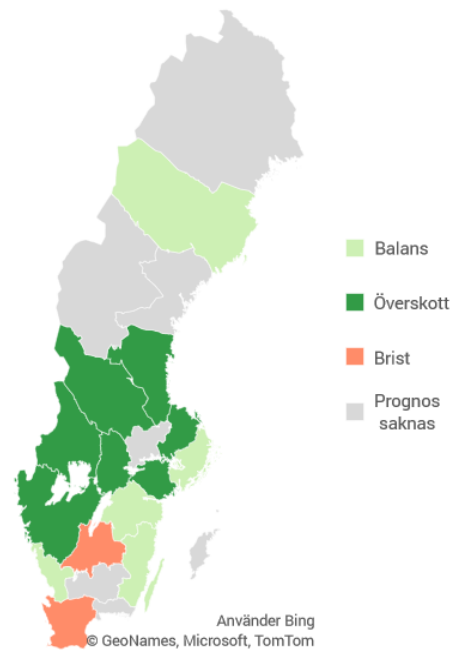 Balans
Överskott
Brist
Prognos
saknas
Använder Bing
© GeoNames, Microsoft, TomTom